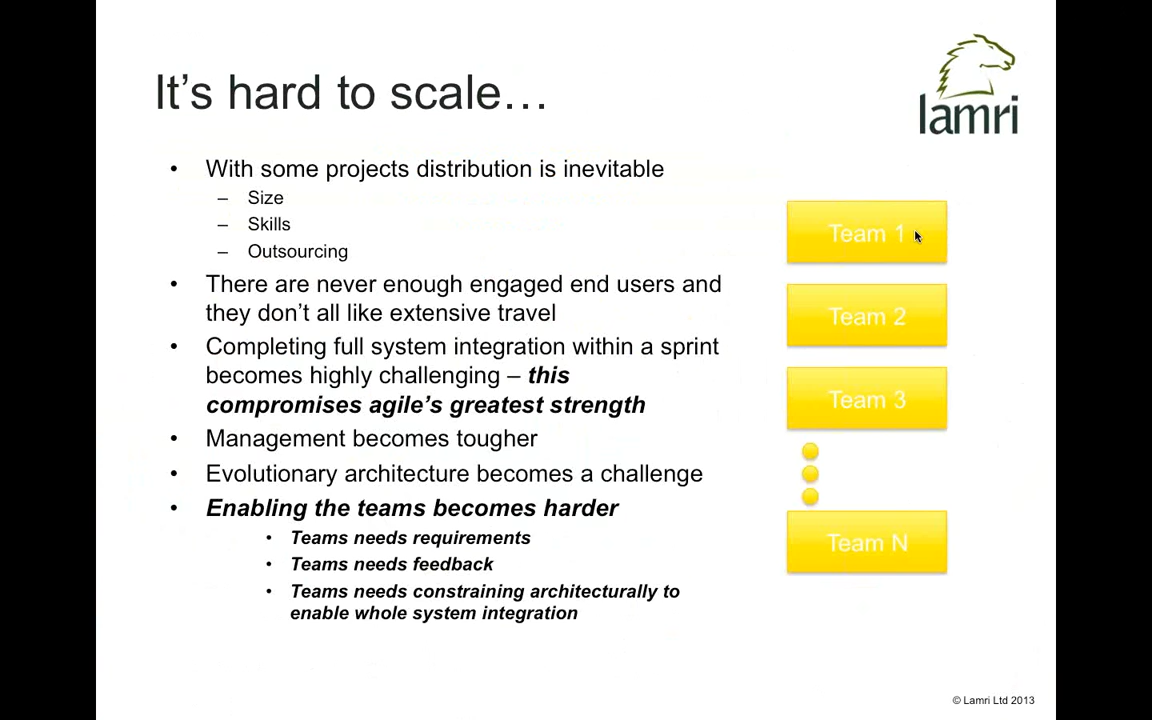 It’s hard to scale…
lamri
• With some projects distribution is inevitable
– Size
– Skills
– Outsourcing
• There are never enough engaged end users and
they don’t all like extensive travel
• Completing full system integration within a sprint
becomes highly challenging – this
compromises agile’s greatest strength
• Management becomes tougher
• Evolutionary architecture becomes a challenge
• Enabling the teams becomes harder
• Teams needs requirements
• Teams needs feedback
• Teams needs constraining architecturally to
enable whole system integration
Team 1
Team 2
Team 3
Team N
© Lamri Ltd 2013